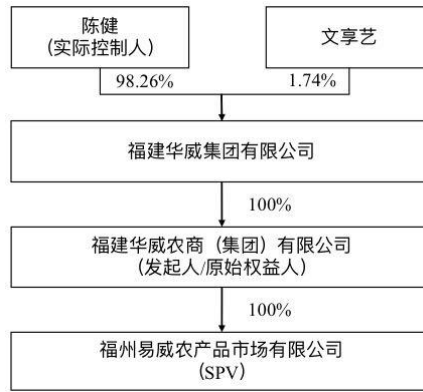 陈健
（实际控制人）
文享艺
98.26%
1.74%
福建华威集团有限公司
100%
福建华威农商（集团）有限公司
（发起人/原始权益人）
100%
福州易威农产品市场有限公司
（SPV）